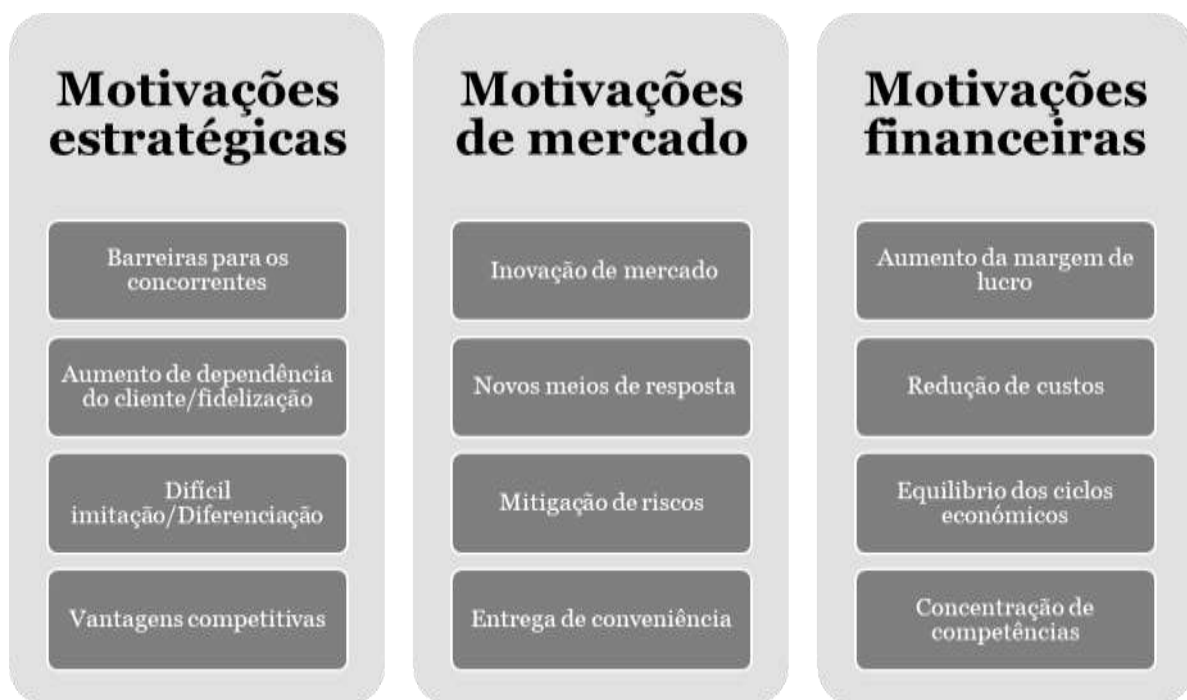 Motivações
estratégicas
Barreiras para os
concorrentes
Aumento de dependência
do cliente/fidelização
Difícil
imitação/Diferenciação
Vantagens competitivas
Motivações
de mercado
Inovação de mercado
Novos meios de resposta
Mitigação de riscos
Entrega de conveniência
Motivações
financeiras
Aumento da margem de
lucro
Redução de custos
Equilibrio dos ciclos
económicos
Concentração de
competências